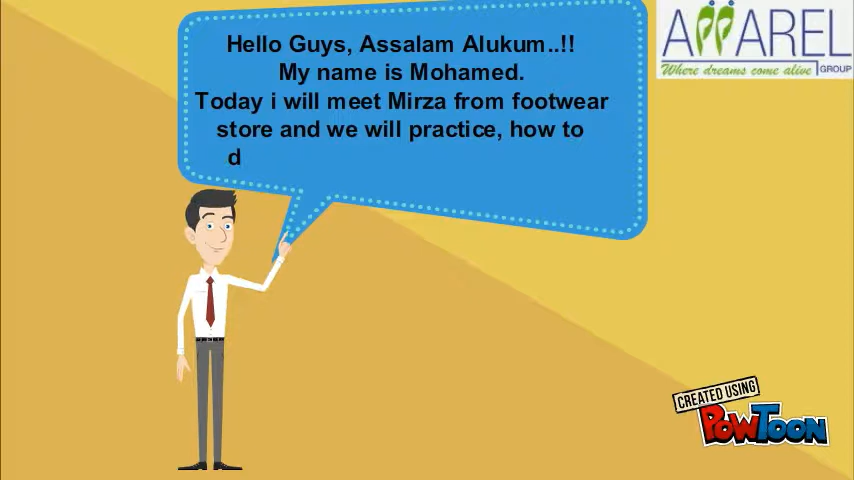 Hello Guys, Assalam Alukum..!!
My name is Mohamed.
Today i will meet Mirza from footwear
store and we will practice, how to
d
APPAREL
Where dreams come alive GROUP
CREATED USING
POWTOON